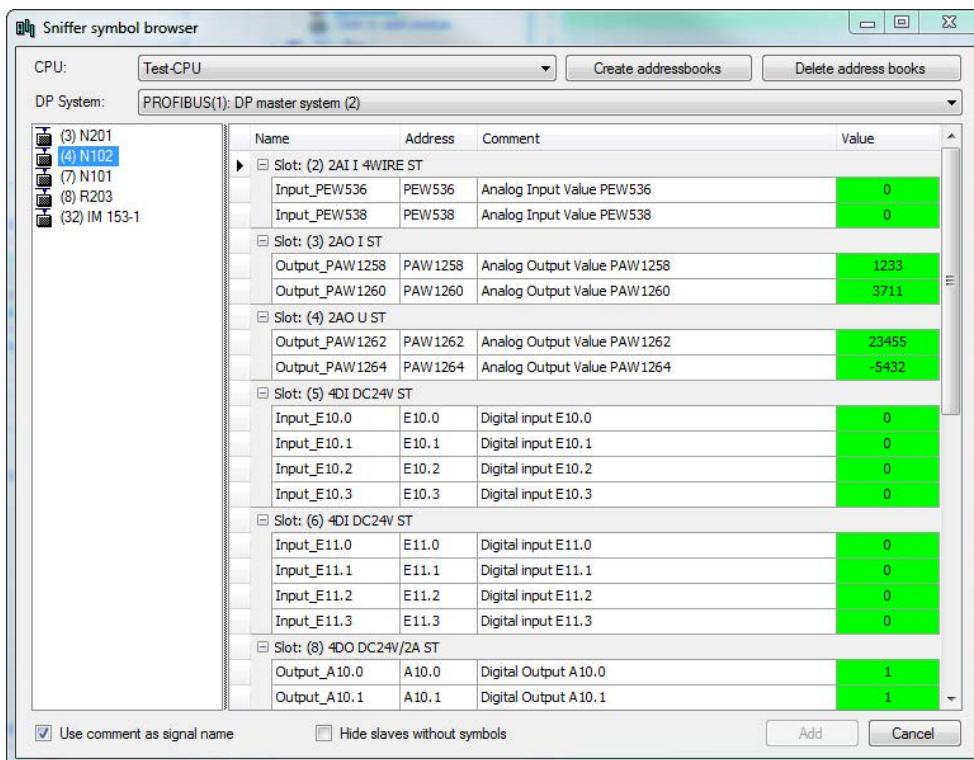 Sniffer symbol browser
CPU: Test-CPU Create addressbooks Delete address books
DP System: PROFIBUS(1): DP master system (2)
(3) N201
(4) N102
(7) N101
(8) R203
(32) IM 153-1
Name Address Comment Value
Slot: (2) 2AI I 4WIRE ST
Input_PEW536 PEW536 Analog Input Value PEW536 0
Input_PEW538 PEW538 Analog Input Value PEW538 0
Slot: (3) 2AO I ST
Output_PAW1258 PAW1258 Analog Output Value PAW1258 1233
Output_PAW1260 PAW1260 Analog Output Value PAW1260 3711
Slot: (4) 2AO U ST
Output_PAW1262 PAW1262 Analog Output Value PAW1262 23455
Output_PAW1264 PAW1264 Analog Output Value PAW1264 -5432
Slot: (5) 4DI DC24V ST
Input_E10.0 E10.0 Digital input E10.0 0
Input_E10.1 E10.1 Digital input E10.1 0
Input_E10.2 E10.2 Digital input E10.2 0
Input_E10.3 E10.3 Digital input E10.3 0
Slot: (6) 4DI DC24V ST
Input_E11.0 E11.0 Digital input E11.0 0
Input_E11.1 E11.1 Digital input E11.1 0
Input_E11.2 E11.2 Digital input E11.2 0
Input_E11.3 E11.3 Digital input E11.3 0
Slot: (8) 4DO DC24V/2A ST
Output_A10.0 A10.0 Digital Output A10.0 1
Output_A10.1 A10.1 Digital Output A10.1 1
Use comment as signal name Hide slaves without symbols Add Cancel